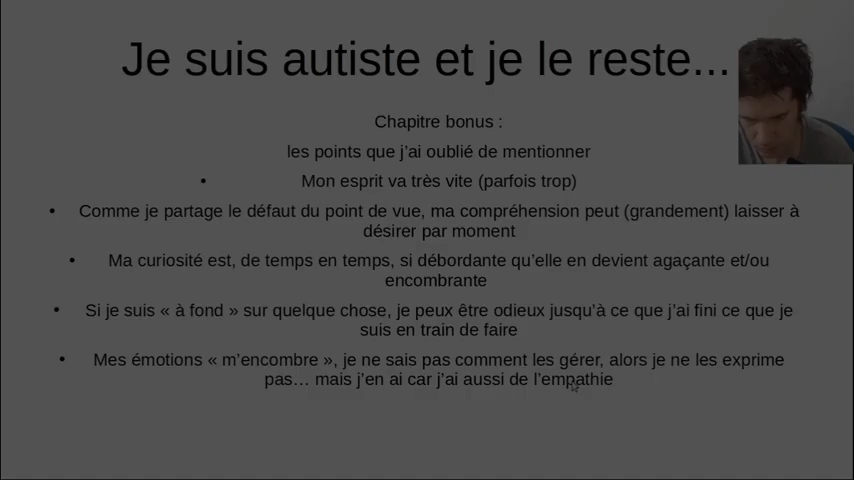 Je suis autiste et je le reste...
Chapitre bonus :
les points que j’ai oublié de mentionner
• Mon esprit va très vite (parfois trop)
• Comme je partage le défaut du point de vue, ma compréhension peut (grandement) laisser à
désirer par moment
• Ma curiosité est, de temps en temps, si débordante qu’elle en devient agaçante et/ou
encombrante
• Si je suis « à fond » sur quelque chose, je peux être odieux jusqu’à ce que j’ai fini ce que je
suis en train de faire
• Mes émotions « m’encombre », je ne sais pas comment les gérer, alors je ne les exprime
pas… mais j’en ai car j’ai aussi de l’empathie